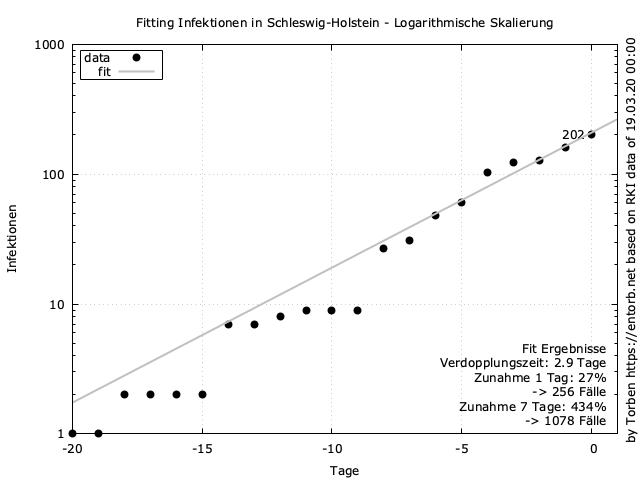 Fitting Infektionen in Schleswig-Holstein - Logarithmische Skalierung
1000
100
10
1
Infektionen
data
fit
202
Fit Ergebnisse
Verdopplungszeit: 2.9 Tage
Zunahme 1 Tag: 27%
-> 256 Fälle
Zunahme 7 Tage: 434%
-> 1078 Fälle
-20
-15
-10
-5
0
Tage
by Torben https://entorb.net based on RKI data of 19.03.20 00:00